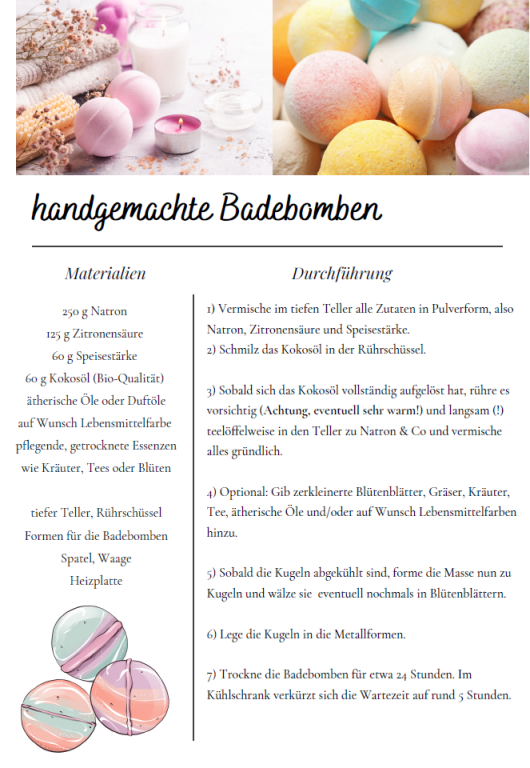 handgemachte Badebomben
Materialien
250 g Natron
125 g Zitronensäure
60 g Speisestärke
60 g Kokosöl (Bio-Qualität)
ätherische Öle oder Duftöle
auf Wunsch Lebensmittelfarbe
pflegende, getrocknete Essenzen
wie Kräuter, Tees oder Blüten
tiefer Teller, Rührschüssel
Formen für die Badebomben
Spatel, Waage
Heizplatte
Durchführung
1) Vermische im tiefen Teller alle Zutaten in Pulverform, also
Natron, Zitronensäure und Speisestärke.
2) Schmilz das Kokosöl in der Rührschüssel.
3) Sobald sich das Kokosöl vollständig aufgelöst hat, rühre es
vorsichtig (Achtung, eventuell sehr warm!) und langsam (!)
teelöffelweise in den Teller zu Natron & Co und vermische
alles gründlich.
4) Optional: Gib zerkleinerte Blütenblätter, Gräser, Kräuter,
Tee, ätherische Öle und/oder auf Wunsch Lebensmittelfarben
hinzu.
5) Sobald die Kugeln abgekühlt sind, forme die Masse nun zu
Kugeln und wälze sie eventuell nochmals in Blütenblättern.
6) Lege die Kugeln in die Metallformen.
7) Trockne die Badebomben für etwa 24 Stunden. Im
Kühlschrank verkürzt sich die Wartezeit auf rund 5 Stunden.